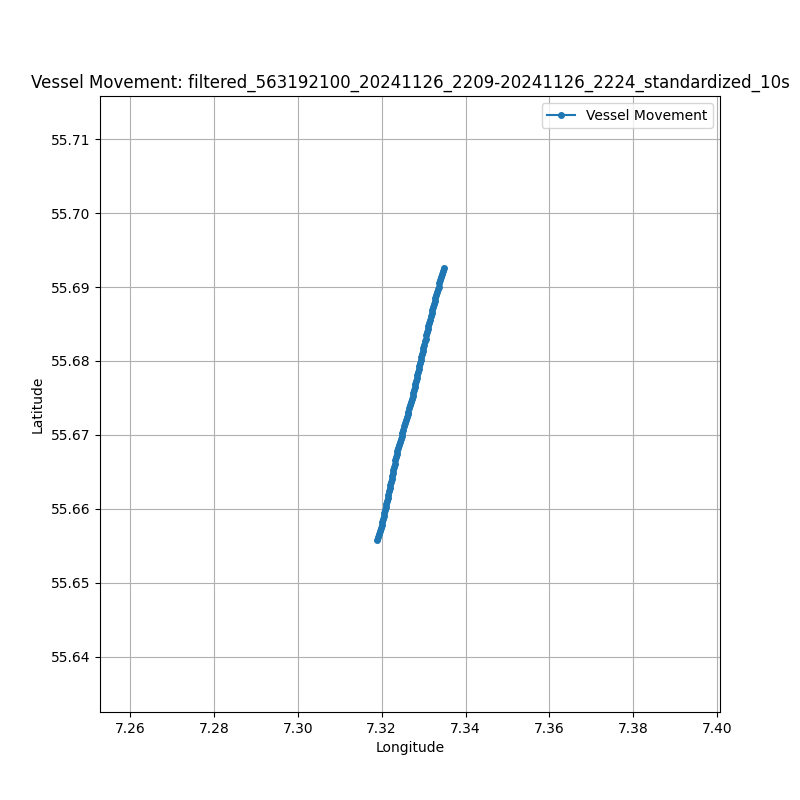 Vessel Movement: filtered_563192100_20241126_2209-20241126_2224_standardized_10s
Vessel Movement
55.71
55.70
55.69
55.68
55.67
55.66
55.65
55.64
Latitude
7.26 7.28 7.30 7.32 7.34 7.36 7.38 7.40
Longitude